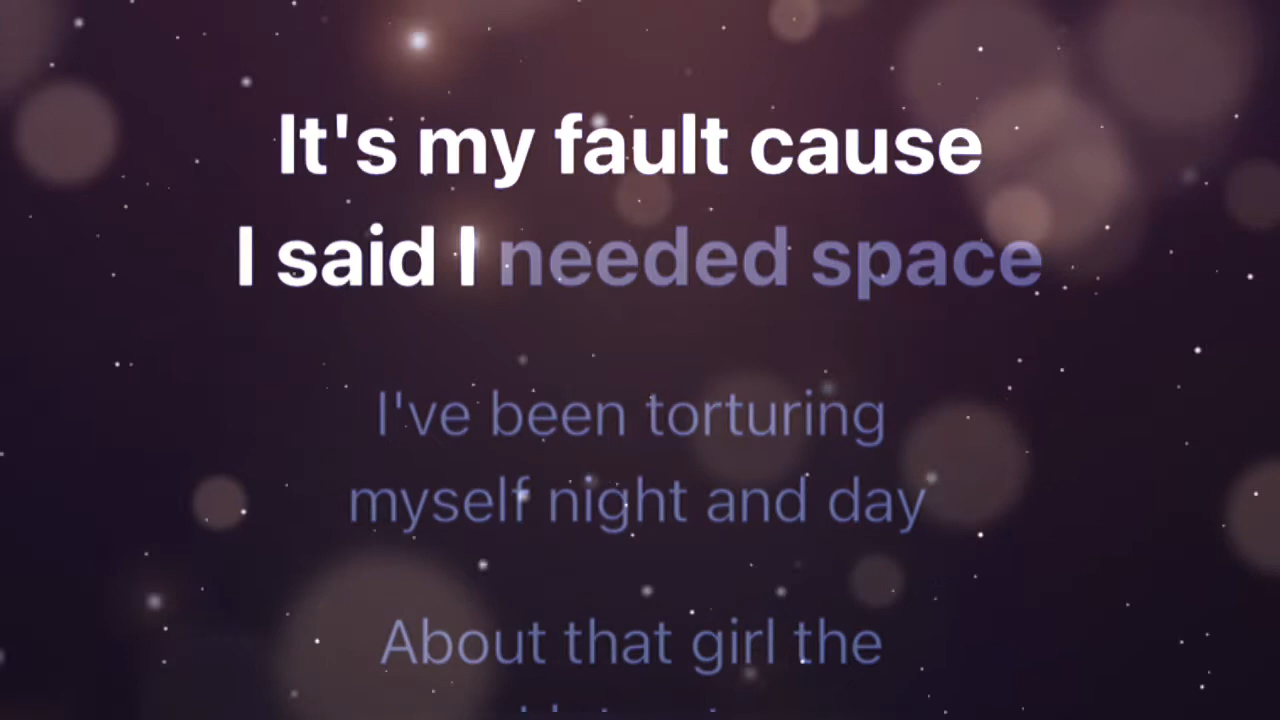 It's my fault cause
I said I needed space
I've been torturing
myself night and day
About that girl the